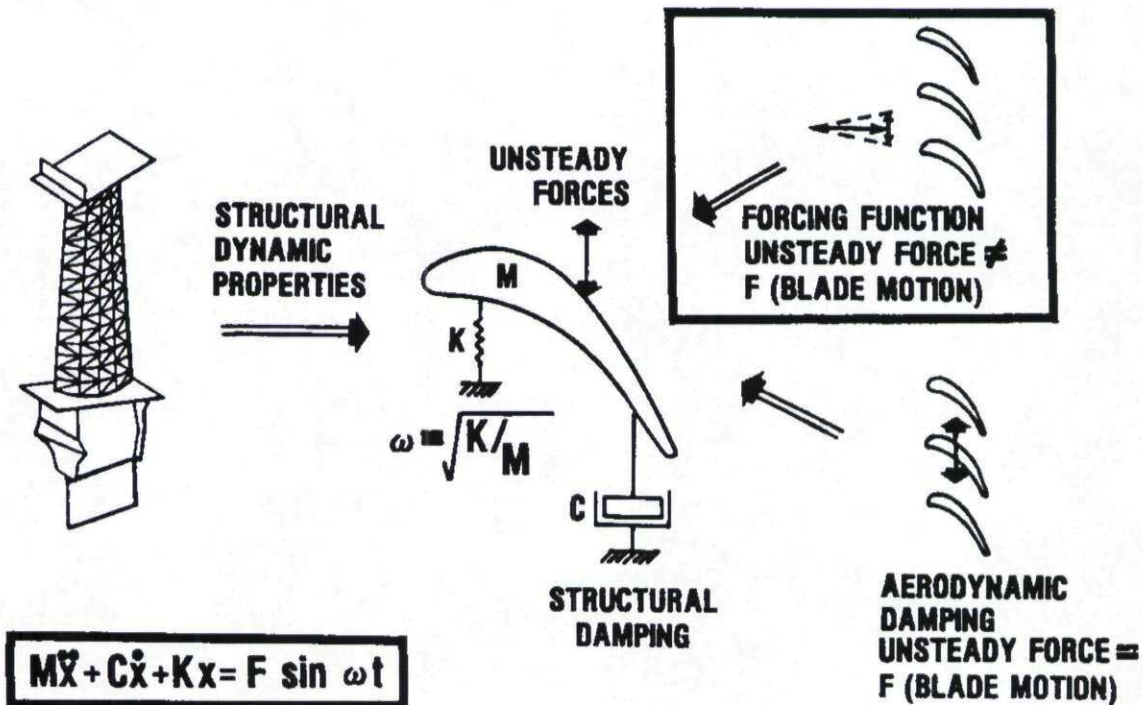 UNSTEADY
FORCES
STRUCTURAL
DYNAMIC
PROPERTIES
M
K
ω = √K/M
C
STRUCTURAL
DAMPING
FORCING FUNCTION
UNSTEADY FORCE ≠
F (BLADE MOTION)
AERODYNAMIC
DAMPING
UNSTEADY FORCE =
F (BLADE MOTION)
MẌ + Cẋ + Kx = F sin ωt